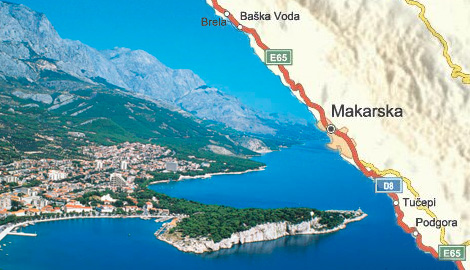 Baška Voda
Brela
E65
Makarska
D8
Tučepi
Podgora
E65